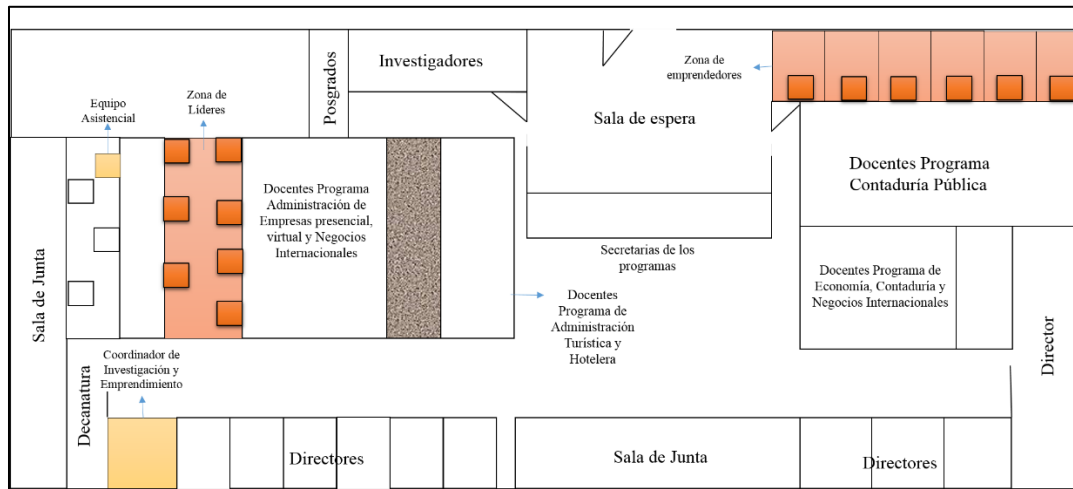 Posgrados
Investigadores
Zona de
emprendedores
Equipo
Asistencial
Zona de
Líderes
Sala de espera
Docentes Programa
Contaduría Pública
Docentes Programa
Administración de
Empresas presencial,
virtual y Negocios
Internacionales
Secretarias de los
programas
Docentes Programa de
Economía, Contaduría y
Negocios Internacionales
Sala de Junta
Docentes
Programa de
Administración
Turística y
Hotelera
Director
Coordinador de
Investigación y
Emprendimiento
Decanatura
Directores
Sala de Junta
Directores